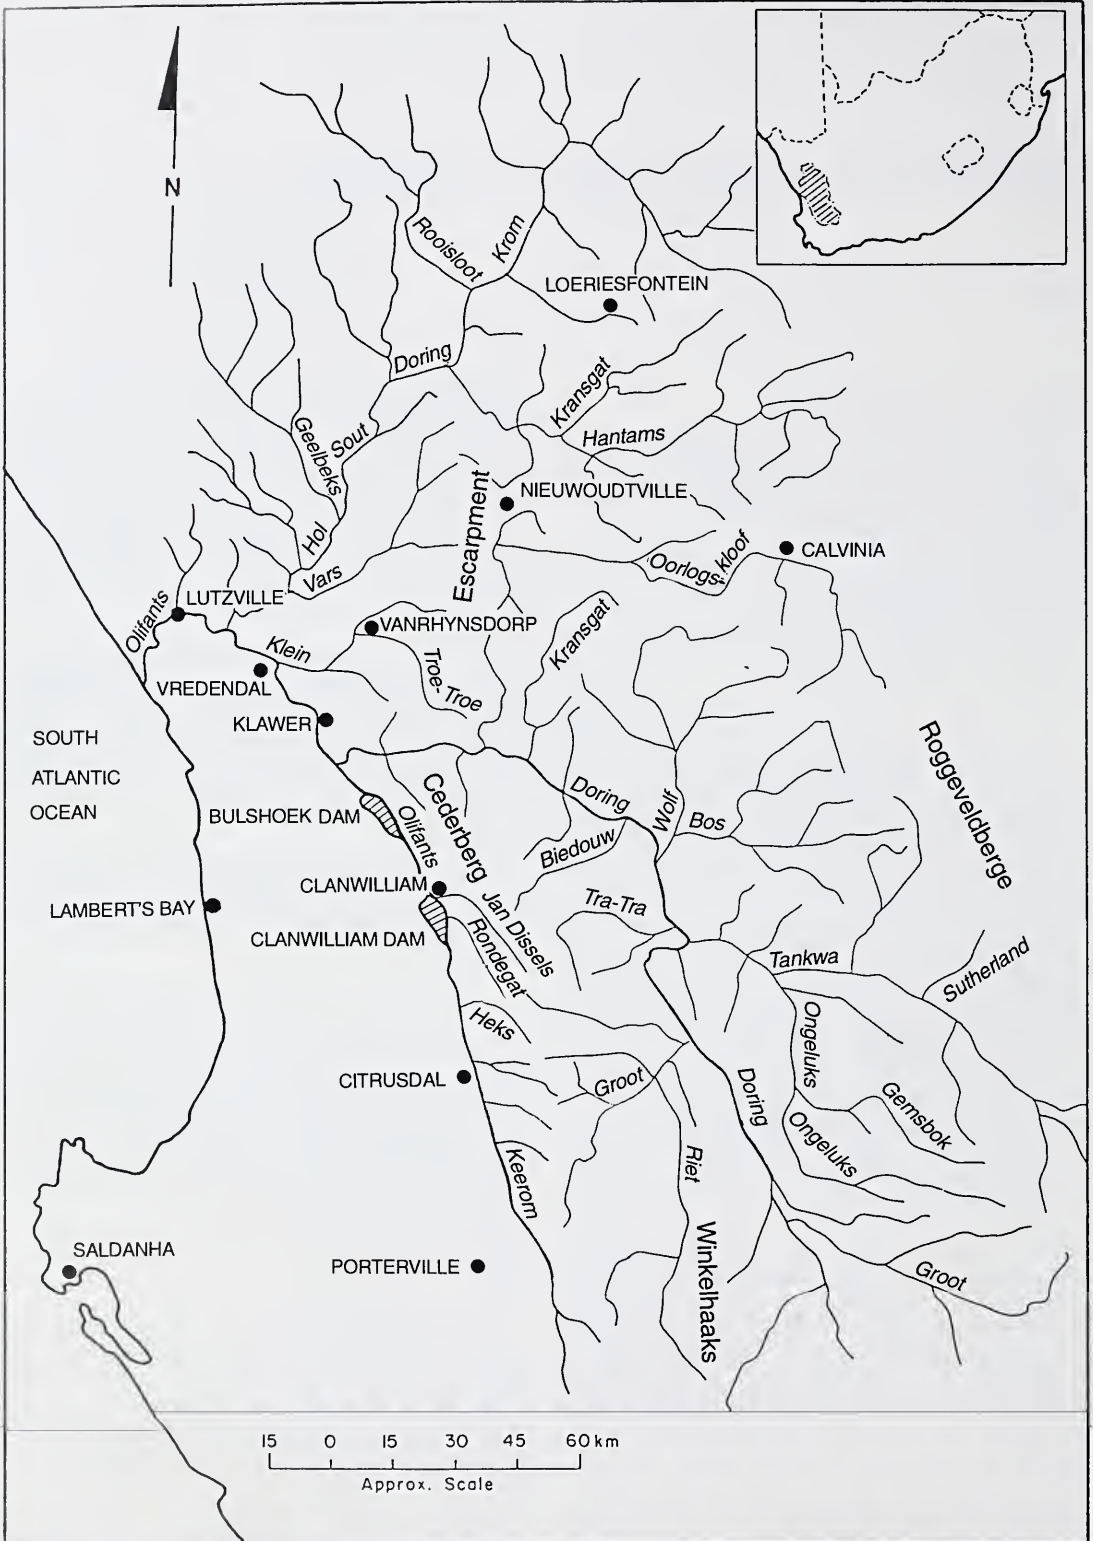 N
Rooisloot
Krom
LOERIESFONTEIN
Doring
Kransgat
Hantams
Geelbeks
Sout
Hol
Vars
Escarpment
NIEUWOUDTVILLE
Oorlogs-
kloof
CALVINIA
Olifants
LUTZVILLE
VANRHYNSDORP
Klein
Troe-Troe
Kransgat
VREDENDAL
KLAWER
SOUTH
ATLANTIC
OCEAN
BULSHOEK DAM
Olifants
Cederberg
Doring
Wolf
Bos
Biedouw
Roggeveldberge
CLANWILLIAM
LAMBERT'S BAY
CLANWILLIAM DAM
Jan Dissels
Rondegat
Tra-Tra
Tankwa
Sutherland
Heks
Ongeluks
CITRUSDAL
Groot
Doring
Gemsbok
Ongeluks
Keerom
Riet
SALDANHA
PORTERVILLE
Winkelhaaks
Groot
15 0 15 30 45 60 km
Approx. Scale